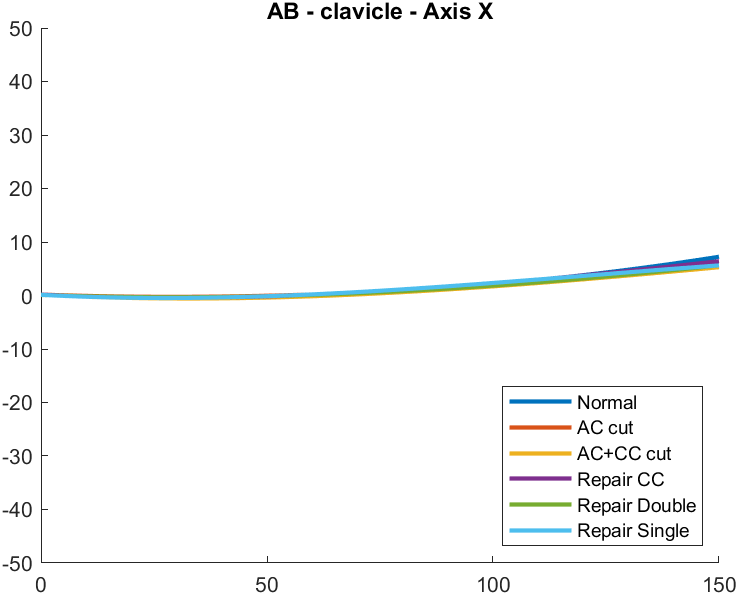 AB - clavicle - Axis X
50
40
30
20
10
0
-10
-20
-30
-40
-50
0 50 100 150
Normal
AC cut
AC+CC cut
Repair CC
Repair Double
Repair Single